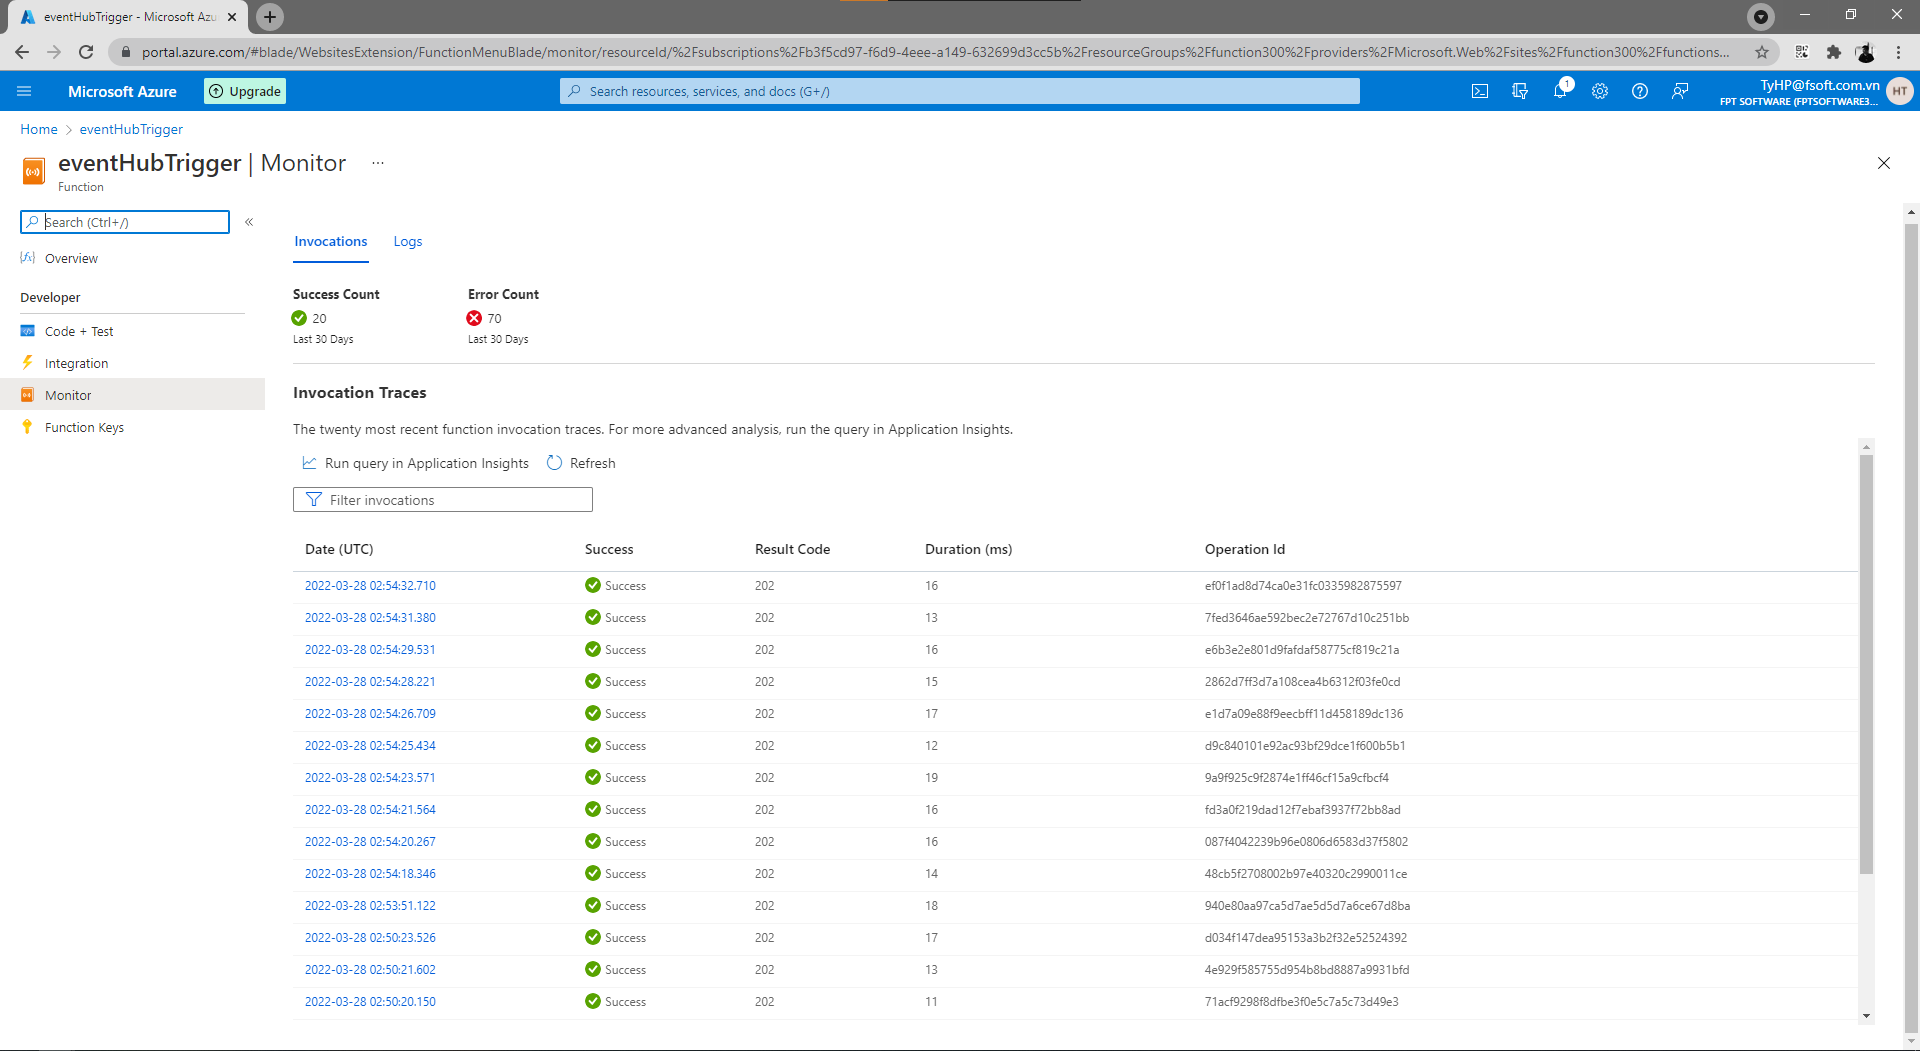 eventHubTrigger - Microsoft Azu
portal.azure.com/#blade/WebsitesExtension/FunctionMenuBlade/monitor/resourceId/%2Fsubscriptions%2Fb3f5cd97-f6d9-4eee-a149-632699d3cc5b%2FresourceGroups%2Ffunction300%2Fproviders%2FMicrosoft.Web%2Fsites%2Ffunction300%2Ffunctions...
Microsoft Azure
Upgrade
Search resources, services, and docs (G+/)
1
TyHP@fsoft.com.vn
FPT SOFTWARE (FPTSOFTWARE3...
HT
Home > eventHubTrigger
eventHubTrigger | Monitor ...
Function
Search (Ctrl+/)
«
Overview
Developer
Code + Test
Integration
Monitor
Function Keys
Invocations Logs
Success Count Error Count
20 70
Last 30 Days Last 30 Days
Invocation Traces
The twenty most recent function invocation traces. For more advanced analysis, run the query in Application Insights.
Run query in Application Insights Refresh
Filter invocations
Date (UTC) Success Result Code Duration (ms) Operation Id
2022-03-28 02:54:32.710 Success 202 16 ef0f1ad8d74ca0e31fc0335982875597
2022-03-28 02:54:31.380 Success 202 13 7fed3646ae592bec2e72767d10c251bb
2022-03-28 02:54:29.531 Success 202 16 e6b3e2e801d9fafdaf58775cf819c21a
2022-03-28 02:54:28.221 Success 202 15 2862d7ff3d7a108cea4b6312f03fe0cd
2022-03-28 02:54:26.709 Success 202 17 e1d7a09e88f9eecbff11d458189dc136
2022-03-28 02:54:25.434 Success 202 12 d9c840101e92ac93bf29dce1f600b5b1
2022-03-28 02:54:23.571 Success 202 19 9a9f925c9f2874e1ff46cf15a9cfbcf4
2022-03-28 02:54:21.564 Success 202 16 fd3a0f219dad12f7ebaf3937f72bb8ad
2022-03-28 02:54:20.267 Success 202 16 087f4042239b96e0806d6583d37f5802
2022-03-28 02:54:18.346 Success 202 14 48cb5f2708002b97e40320c2990011ce
2022-03-28 02:53:51.122 Success 202 18 940e80aa97ca5d7ae5d5d7a6ce67d8ba
2022-03-28 02:50:23.526 Success 202 17 d034f147dea95153a3b2f32e52524392
2022-03-28 02:50:21.602 Success 202 13 4e929f585755d954b8bd8887a9931bfd
2022-03-28 02:50:20.150 Success 202 11 71acf9298f8dfbe3f0e5c7a5c73d49e3